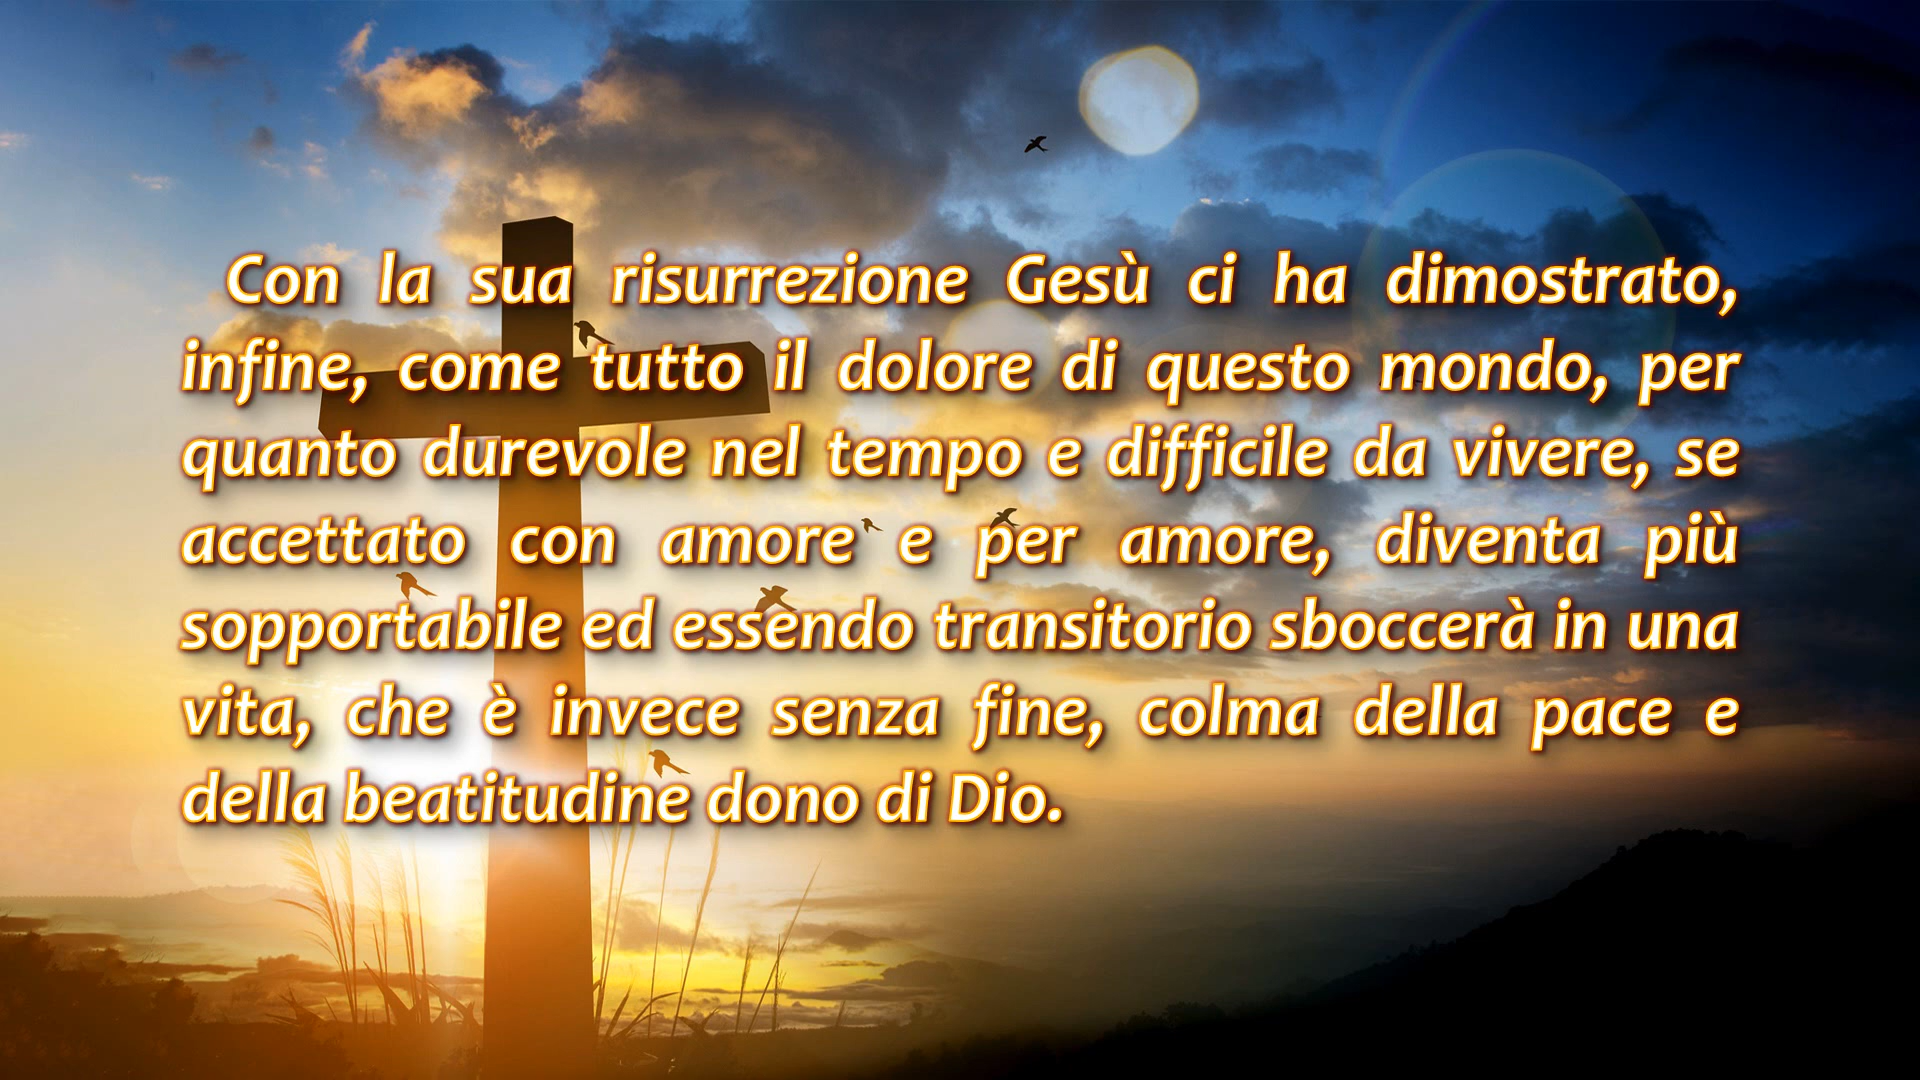 Con la sua risurrezione Gesù ci ha dimostrato,
infine, come tutto il dolore di questo mondo, per
quanto durevole nel tempo e difficile da vivere, se
accettato con amore e per amore, diventa più
sopportabile ed essendo transitorio sboccerà in una
vita, che è invece senza fine, colma della pace e
della beatitudine dono di Dio.